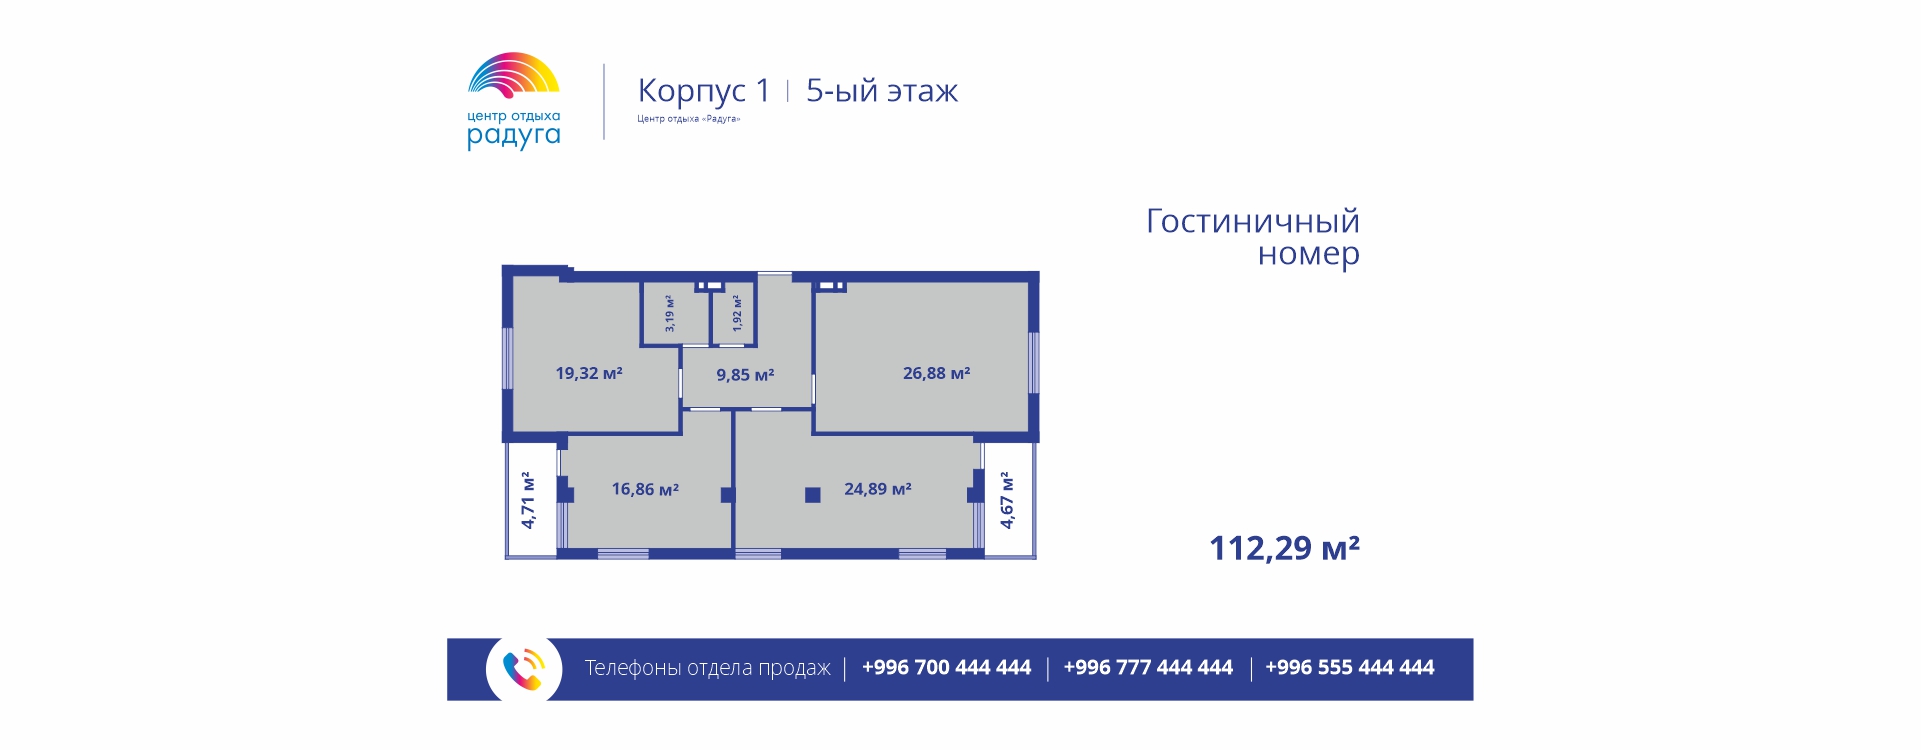 центр отдыха
радуга
Корпус 1 | 5-ый этаж
Центр отдыха «Радуга»
Гостиничный
номер
3,19 м²
1,92 м²
19,32 м²
9,85 м²
26,88 м²
4,71 м²
16,86 м²
24,89 м²
4,67 м²
112,29 м²
Телефоны отдела продаж | +996 700 444 444 | +996 777 444 444 | +996 555 444 444